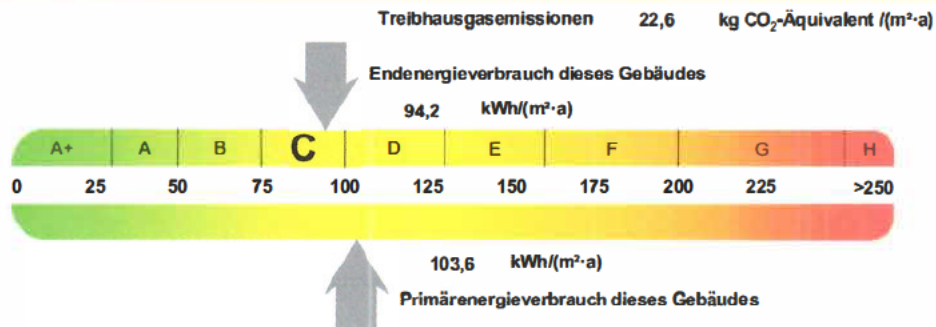 Treibhausgasemissionen 22,6 kg CO₂-Äquivalent /(m²·a)
Endenergieverbrauch dieses Gebäudes
94,2 kWh/(m²·a)
A+ A B C D E F G H
0 25 50 75 100 125 150 175 200 225 >250
103,6 kWh/(m²·a)
Primärenergieverbrauch dieses Gebäudes